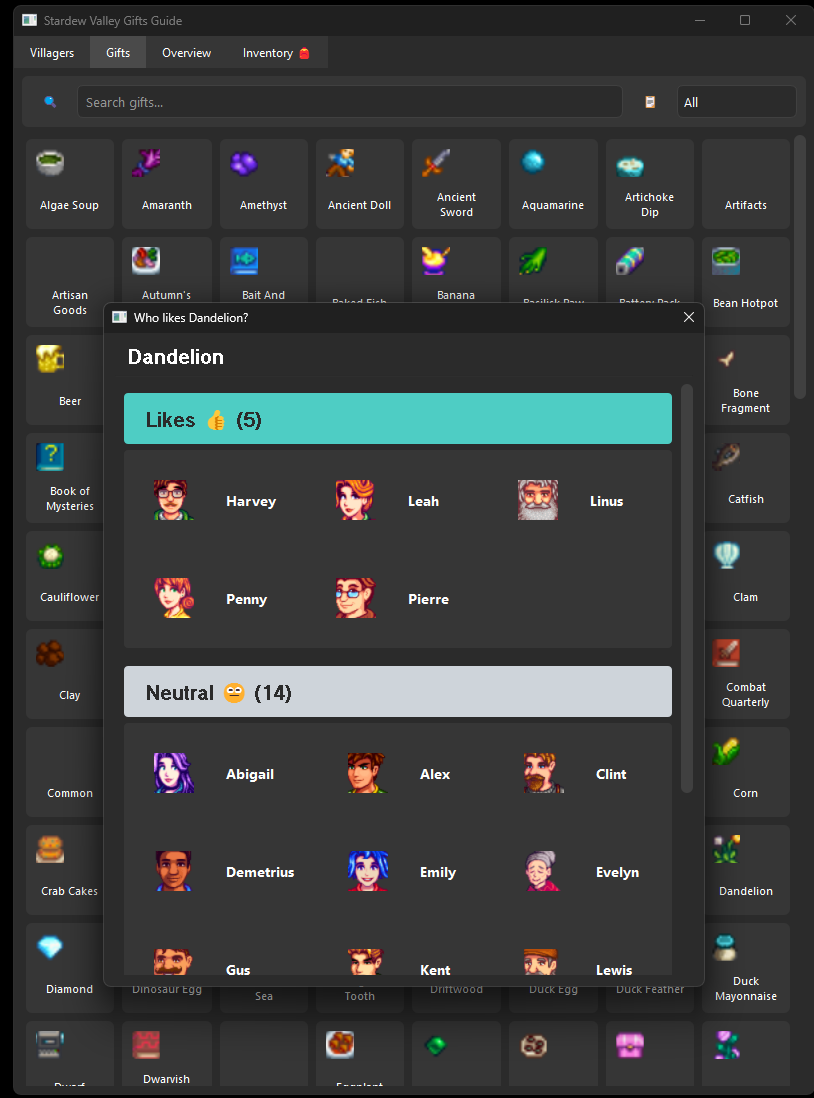 Stardew Valley Gifts Guide
Villagers
Gifts
Overview
Inventory
Search gifts...
All
Algae Soup
Amaranth
Amethyst
Ancient Doll
Ancient
Sword
Aquamarine
Artichoke
Dip
Artifacts
Artisan
Goods
Autumn's
Bait And
Baked Fish
Banana
Basilisk Paw
Battery Pack
Bean Hotpot
Who likes Dandelion?
Dandelion
Likes 👍 (5)
Harvey
Leah
Linus
Penny
Pierre
Neutral 😐 (14)
Abigail
Alex
Clint
Demetrius
Emily
Evelyn
Gus
Kent
Lewis
Beer
Bone
Fragment
Book of
Mysteries
Catfish
Cauliflower
Clam
Clay
Combat
Quarterly
Common
Corn
Crab Cakes
Dandelion
Diamond
Dinosaur Egg
Sea
Tooth
Driftwood
Duck Egg
Duck Feather
Duck
Mayonnaise
Dwarf
Dwarvish
Eggplant